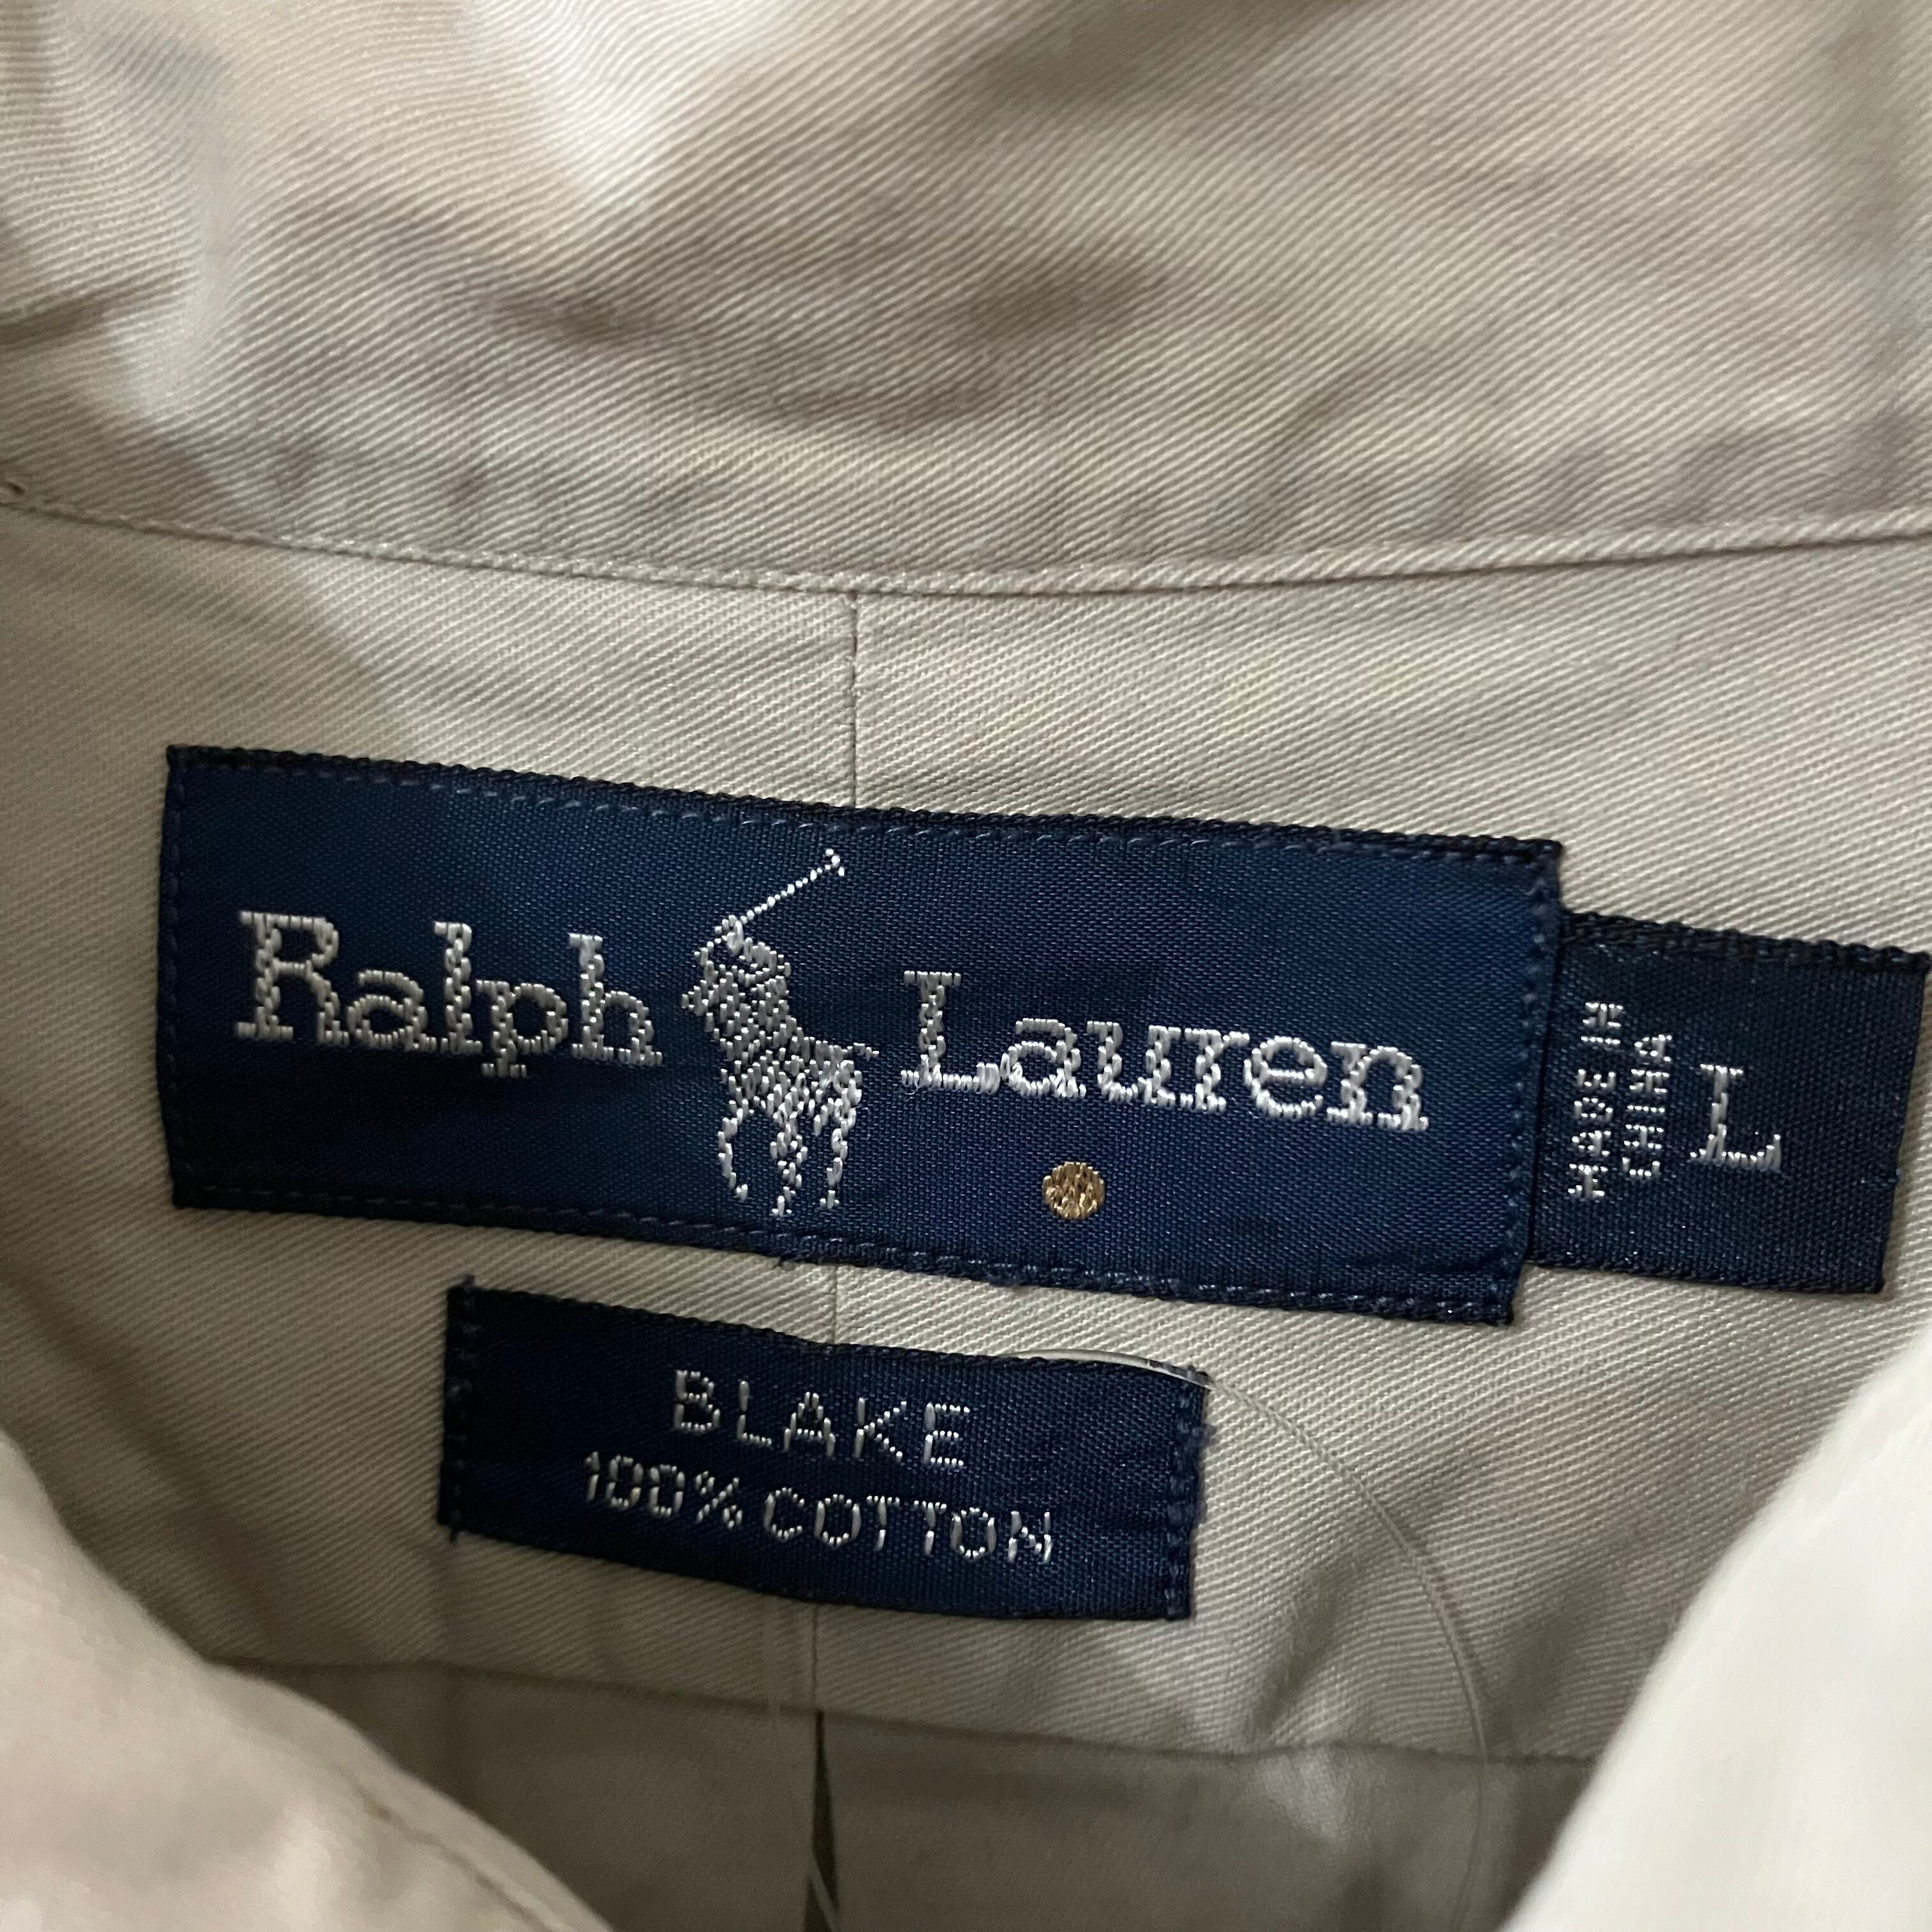 Ralph Lauren
MADE IN
CHINA
L
BLAKE
100% COTTON